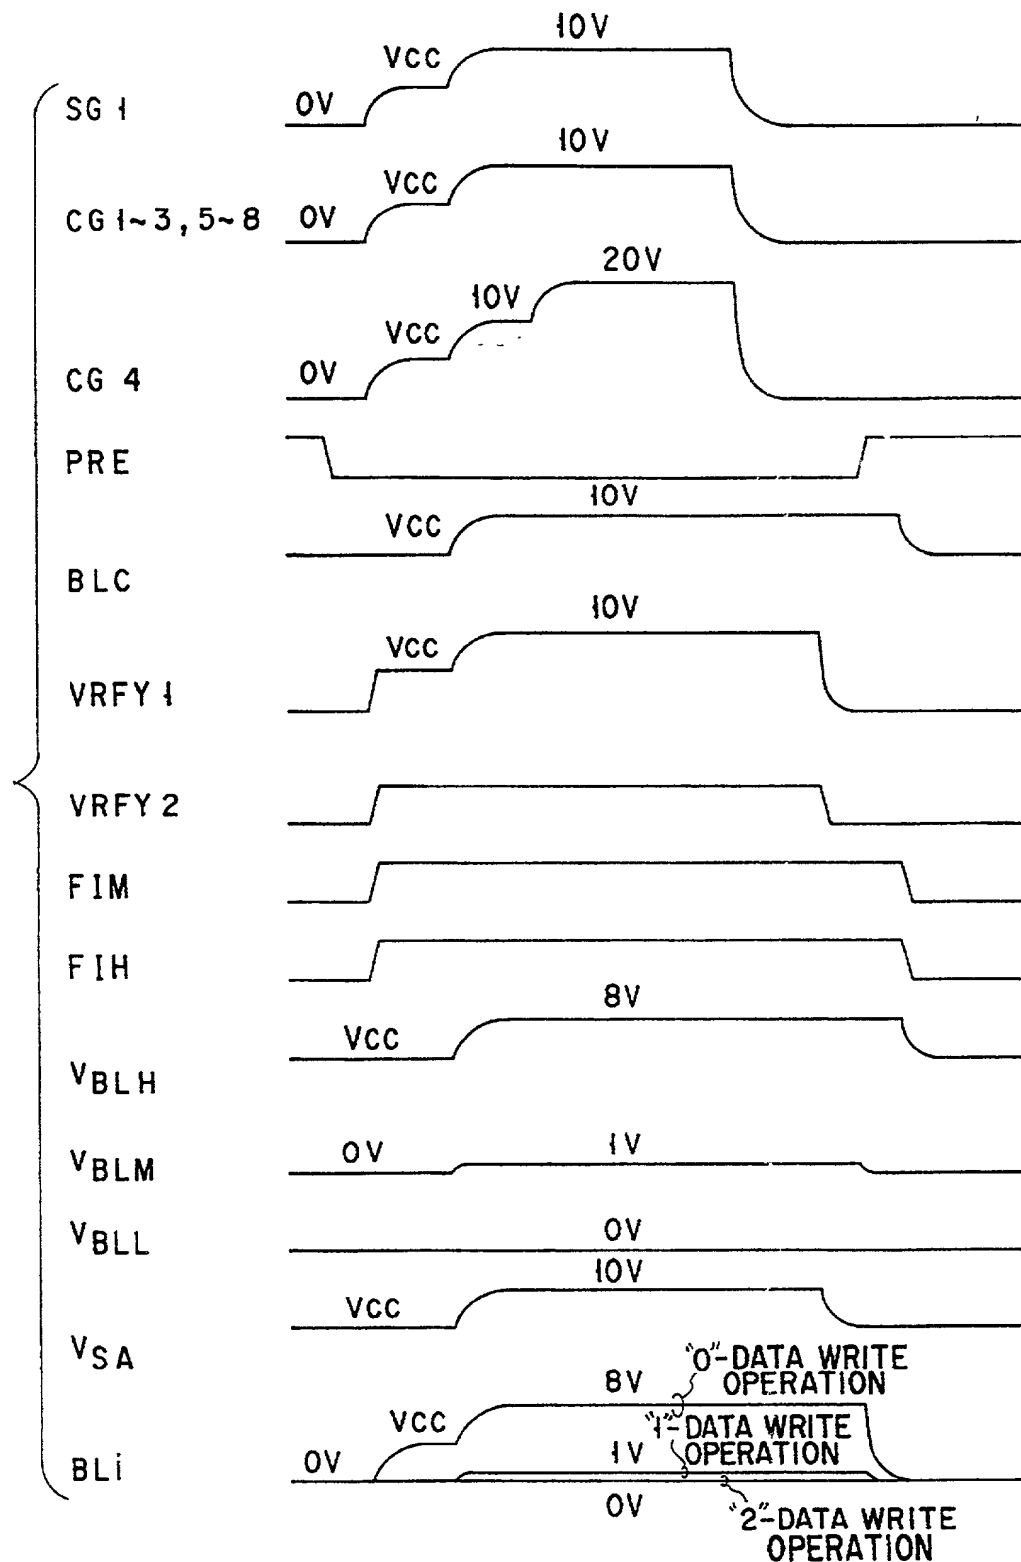 10V
VCC
SG 1
0V
10V
VCC
CG 1~3, 5~8
0V
20V
10V
VCC
CG 4
0V
PRE
10V
VCC
BLC
10V
VCC
VRFY 1
VRFY 2
FIM
FIH
8V
VCC
VBLH
0V
1V
VBLM
VBLL
0V
10V
VCC
VSA
"0"-DATA WRITE
OPERATION
8V
VCC
"1"-DATA WRITE
OPERATION
1V
BLi
0V
0V
"2"-DATA WRITE
OPERATION